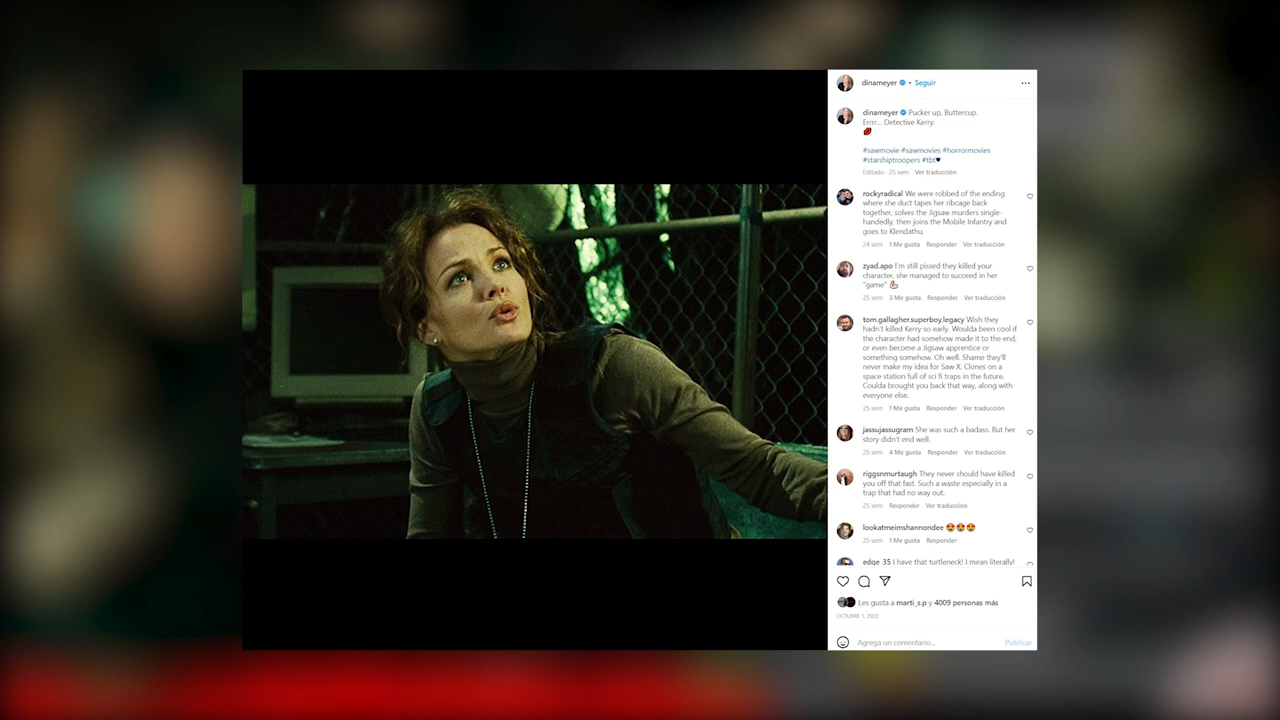 dinameyer • Seguir
dinameyer Pucker up, Buttercup.
Errrr... Detective Kerry.
#sawmovie #sawmovies #horrormovies
#starshiptroopers #tbt
Editado · 25 sem Ver traducción
rockyradical We were robbed of the ending
where she duct tapes her ribcage back
together, solves the Jigsaw murders single-
handedly, then joins the Mobile Infantry and
goes to Klendathu.
24 sem 1 Me gusta Responder Ver traducción
zyad.apo I'm still pissed they killed your
character, she managed to succeed in her
"game"
25 sem 3 Me gusta Responder Ver traducción
tom.gallagher.superboy.legacy Wish they
hadn't killed Kerry so early. Woulda been cool if
the character had somehow made it to the end,
or even become a Jigsaw apprentice or
something somehow. Oh well. Shame they'll
never make my idea for Saw X. Clones on a
space station full of sci fi traps in the future.
Coulda brought you back that way, along with
everyone else.
25 sem 1 Me gusta Responder Ver traducción
jassujassugram She was such a badass. But her
story didn't end well.
25 sem 4 Me gusta Responder Ver traducción
riggsnmurtaugh They never should have killed
you off that fast. Such a waste especially in a
trap that had no way out.
25 sem Responder Ver traducción
lookatmeimshannondee 😍😍😍
25 sem 1 Me gusta Responder
edge_35 I have that turtleneck! I mean literally!
Les gusta a marti_s.p y 4009 personas más
OCTUBRE 1, 2022
Agrega un comentario... Publicar